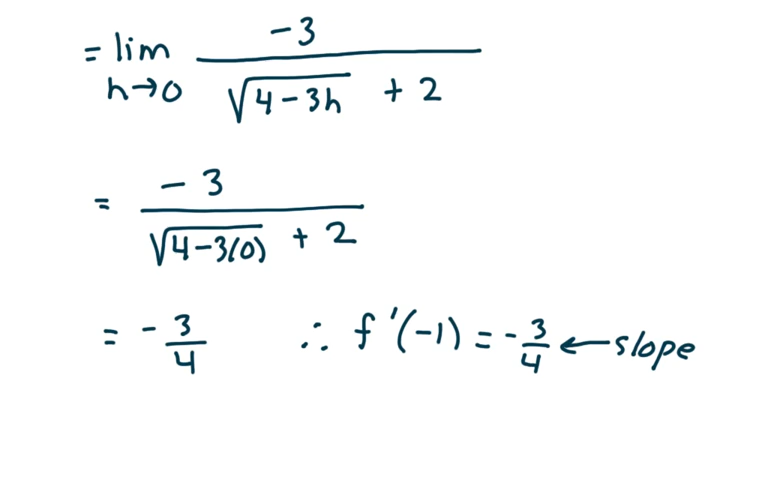 = lim h→0 -3 / (√(4-3h) + 2)
= -3 / (√(4-3(0)) + 2)
= - 3/4 ∴ f'(-1) = - 3/4 ← slope